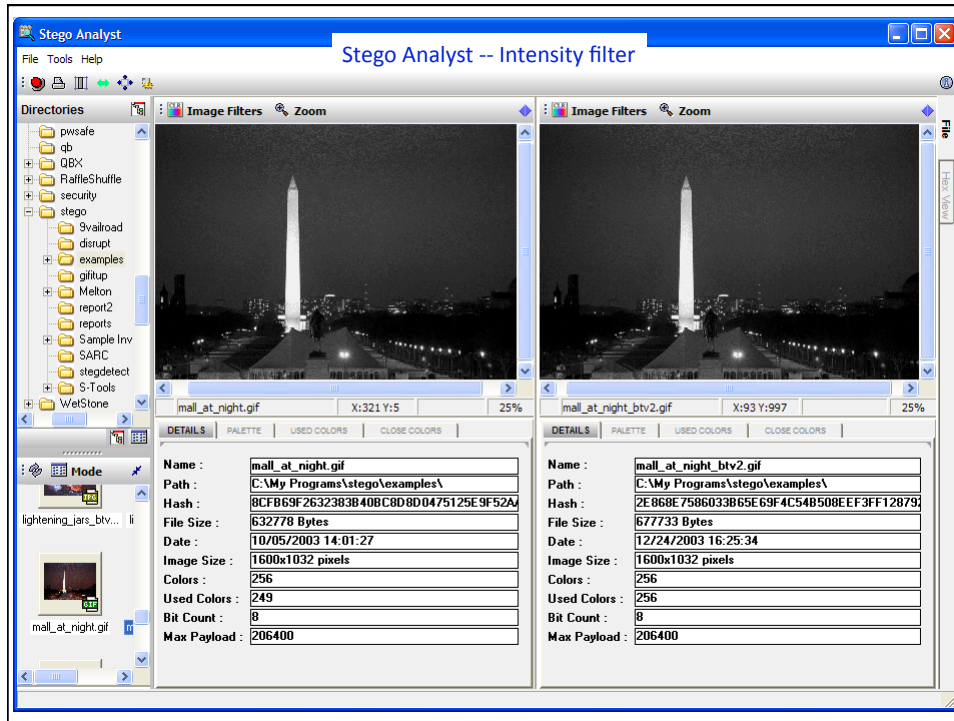 Stego Analyst
Stego Analyst -- Intensity filter
File Tools Help
Directories
pwsafe
qb
QBX
RaffleShuffle
security
stego
9vailroad
disrupt
examples
gifitup
Melton
report2
reports
Sample Inv
SARC
stegdetect
S-Tools
WetStone
Mode
lightening_jars_btv... li
mall_at_night.gif m
Image Filters Zoom
mall_at_night.gif X:321 Y:5 25%
DETAILS PALETTE USED COLORS CLOSE COLORS
Name : mall_at_night.gif
Path : C:\My Programs\stego\examples\
Hash : 8CFB69F2632383B40BC8D8D0475125E9F52AA
File Size : 632778 Bytes
Date : 10/05/2003 14:01:27
Image Size : 1600x1032 pixels
Colors : 256
Used Colors : 249
Bit Count : 8
Max Payload : 206400
Image Filters Zoom
mall_at_night_btv2.gif X:93 Y:997 25%
DETAILS PALETTE USED COLORS CLOSE COLORS
Name : mall_at_night_btv2.gif
Path : C:\My Programs\stego\examples\
Hash : 2E868E7586033B65E69F4C54B508EEF3FF128792
File Size : 677733 Bytes
Date : 12/24/2003 16:25:34
Image Size : 1600x1032 pixels
Colors : 256
Used Colors : 256
Bit Count : 8
Max Payload : 206400
File
Hex View